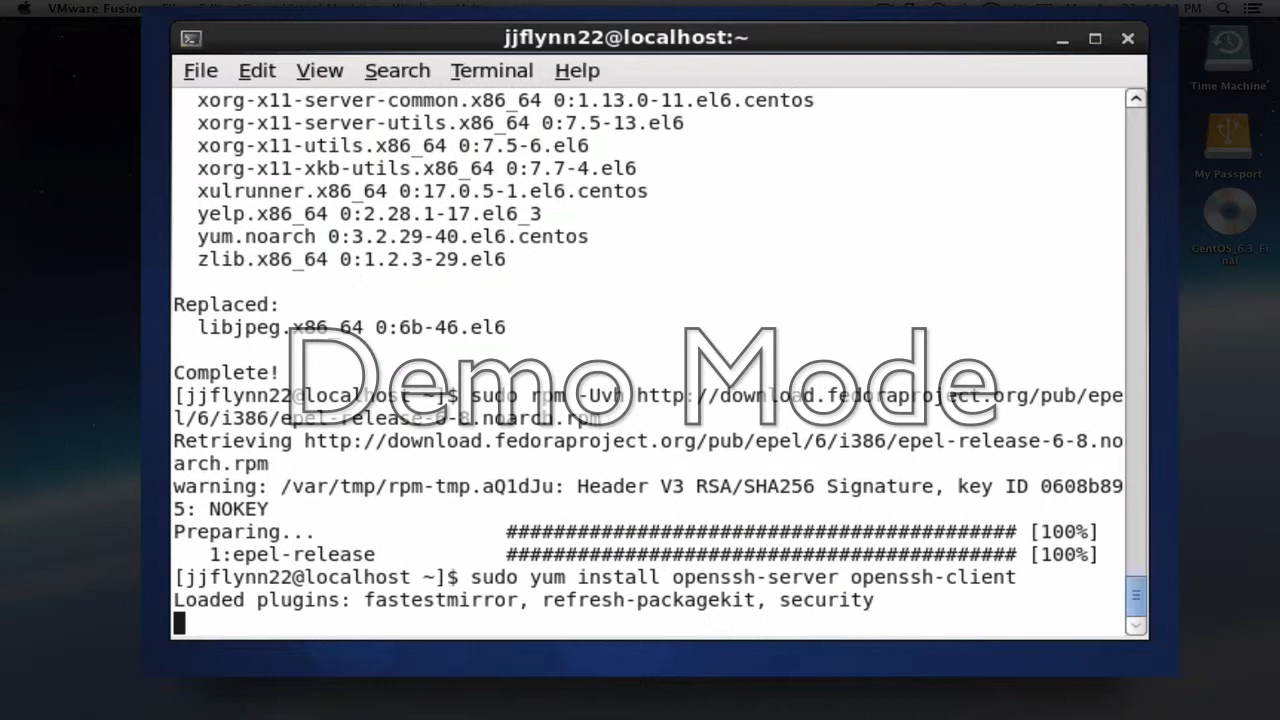 VMware Fusion
PM
jjflynn22@localhost:~
File Edit View Search Terminal Help
xorg-x11-server-common.x86_64 0:1.13.0-11.el6.centos
xorg-x11-server-utils.x86_64 0:7.5-13.el6
xorg-x11-utils.x86_64 0:7.5-6.el6
xorg-x11-xkb-utils.x86_64 0:7.7-4.el6
xulrunner.x86_64 0:17.0.5-1.el6.centos
yelp.x86_64 0:2.28.1-17.el6_3
yum.noarch 0:3.2.29-40.el6.centos
zlib.x86_64 0:1.2.3-29.el6
Replaced:
libjpeg.x86_64 0:6b-46.el6
Complete!
[jjflynn22@localhost ~]$ sudo rpm -Uvh http://download.fedoraproject.org/pub/epe
l/6/i386/epel-release-6-8.noarch.rpm
Retrieving http://download.fedoraproject.org/pub/epel/6/i386/epel-release-6-8.no
arch.rpm
warning: /var/tmp/rpm-tmp.aQ1dJu: Header V3 RSA/SHA256 Signature, key ID 0608b89
5: NOKEY
Preparing... ########################################### [100%]
1:epel-release ########################################### [100%]
[jjflynn22@localhost ~]$ sudo yum install openssh-server openssh-client
Loaded plugins: fastestmirror, refresh-packagekit, security
Demo Mode
Time Machine
My Passport
CentOS_6.3_Fi
nal